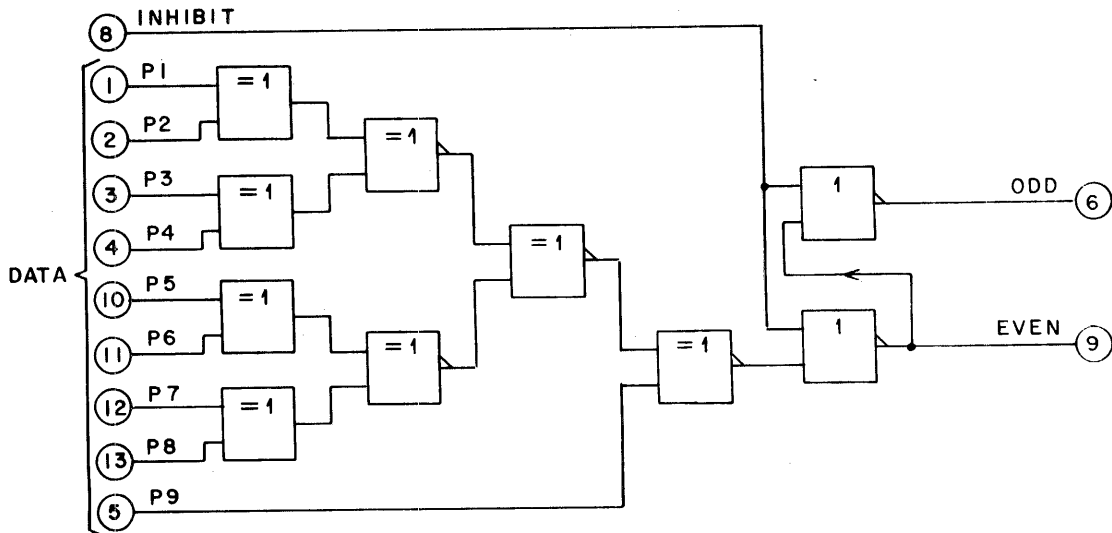 8 INHIBIT
1 P1
= 1
2 P2
= 1
3 P3
= 1
4 P4
1
ODD
6
= 1
DATA
10 P5
= 1
11 P6
= 1
1
EVEN
9
= 1
12 P7
= 1
13 P8
5 P9